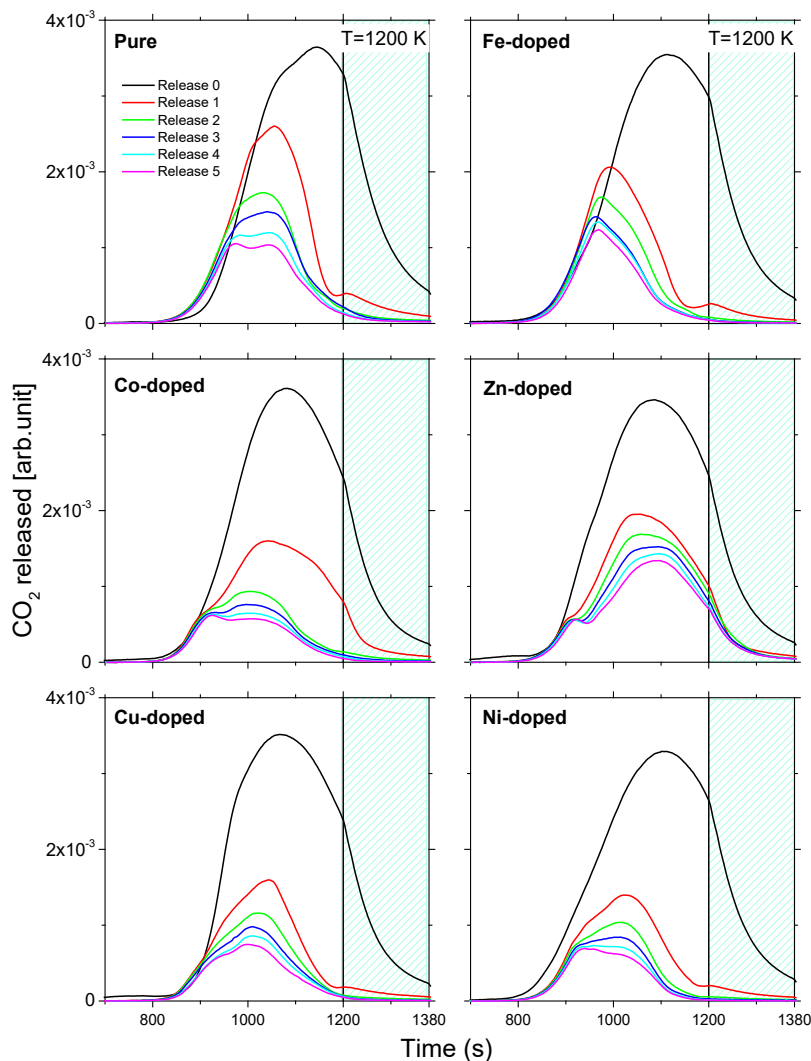 4x10⁻³
Pure
T=1200 K
Fe-doped
T=1200 K
Release 0
Release 1
Release 2
Release 3
Release 4
Release 5
2x10⁻³
0
4x10⁻³
Co-doped
Zn-doped
2x10⁻³
0
CO₂ released [arb.unit]
4x10⁻³
Cu-doped
Ni-doped
2x10⁻³
0
800 1000 1200 1380 800 1000 1200 1380
Time (s)